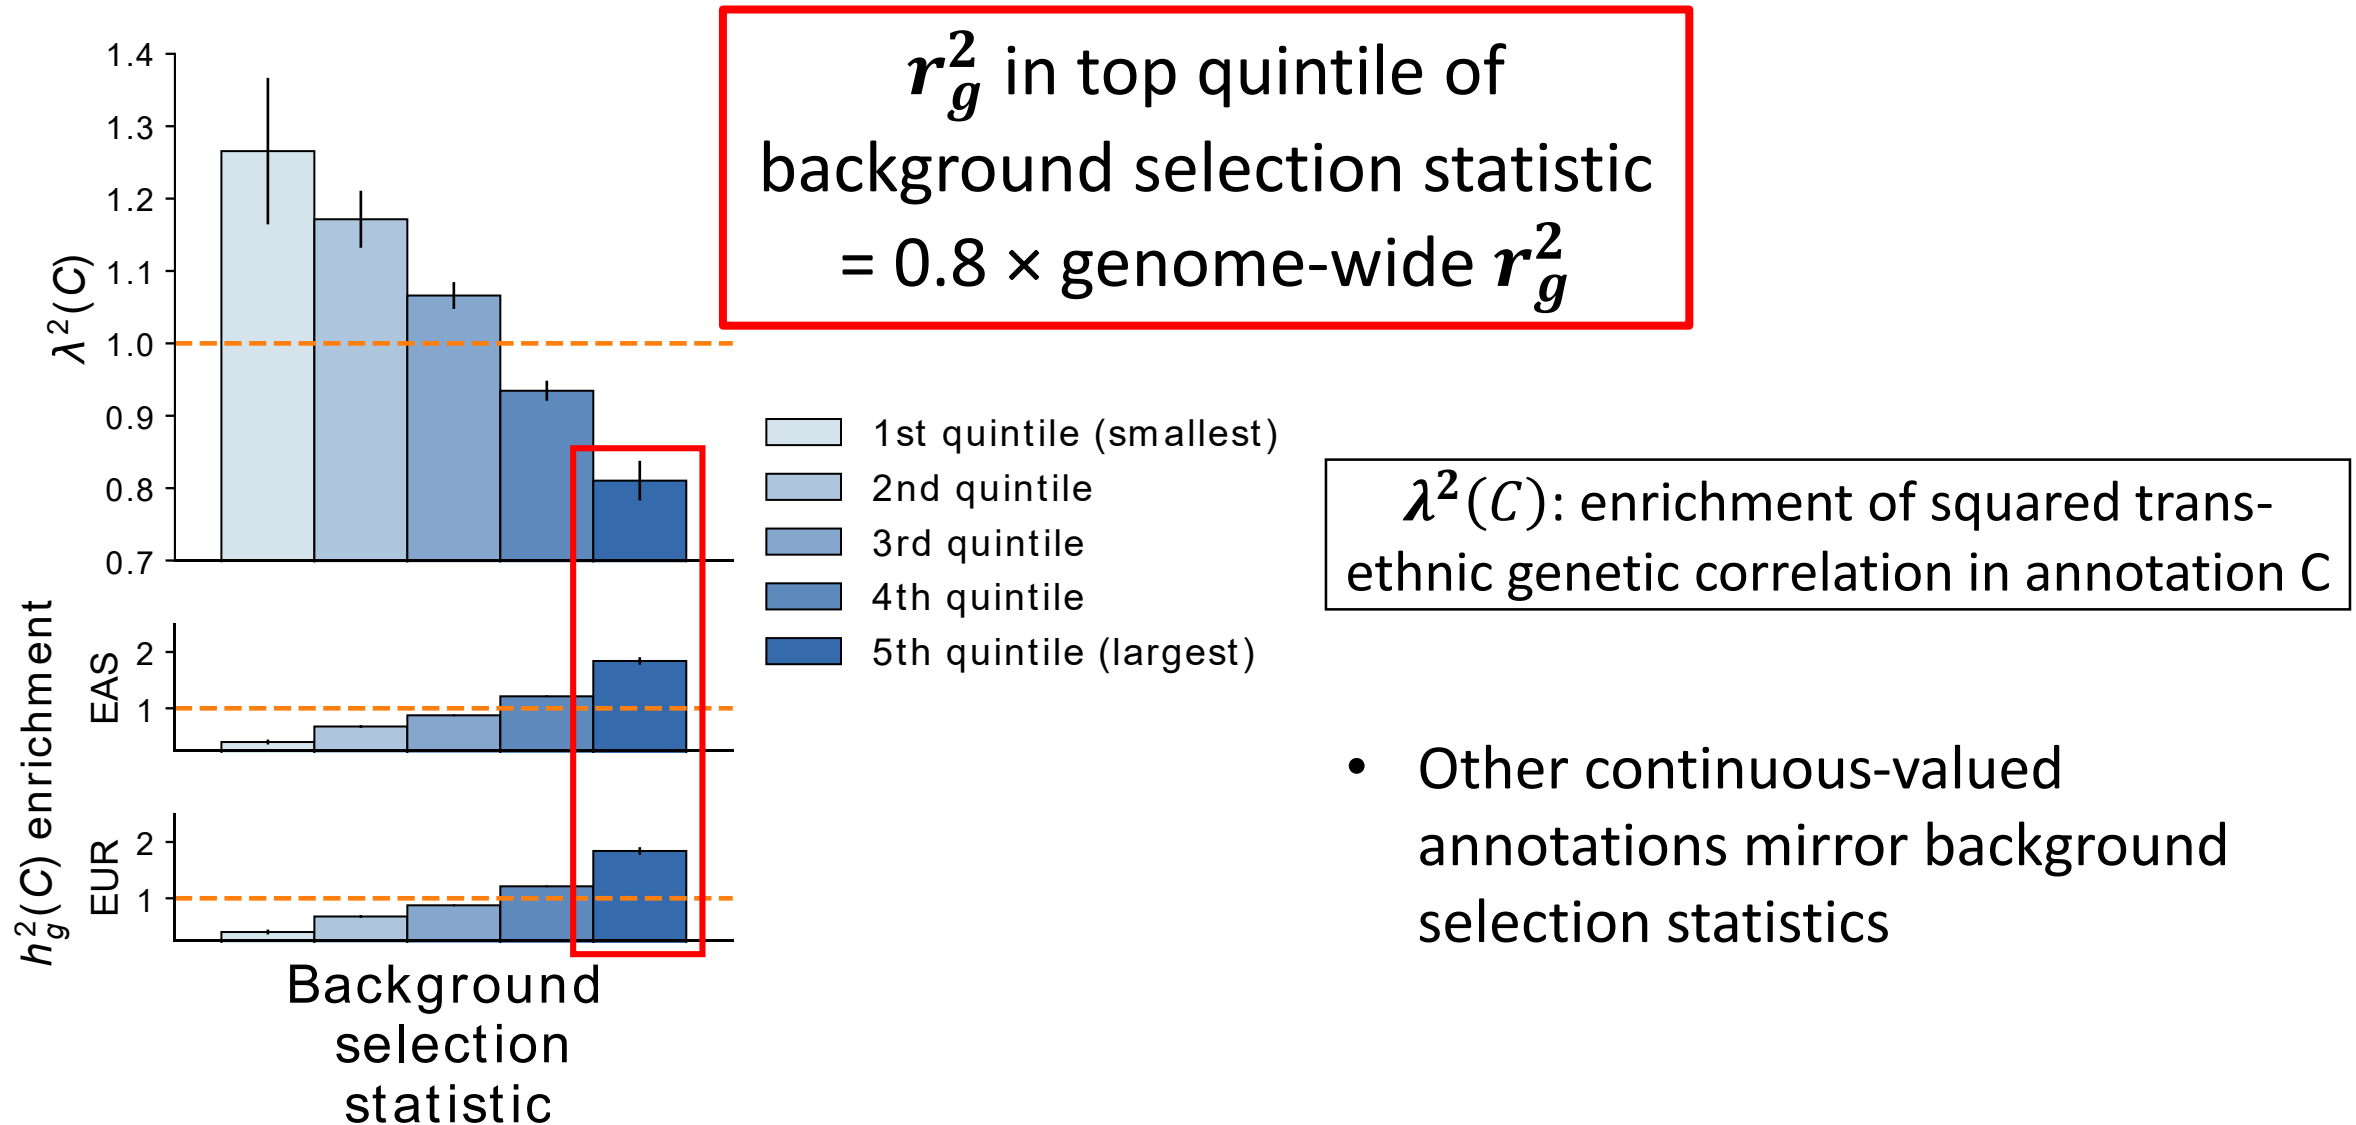 1.4
1.3
1.2
1.1
1.0
0.9
0.8
0.7
λ²(C)
r²_g in top quintile of
background selection statistic
= 0.8 × genome-wide r²_g
1st quintile (smallest)
2nd quintile
3rd quintile
4th quintile
5th quintile (largest)
λ²(C): enrichment of squared trans-
ethnic genetic correlation in annotation C
h²_g(C) enrichment
EAS
2
1
EUR
2
1
Background
selection
statistic
• Other continuous-valued
annotations mirror background
selection statistics